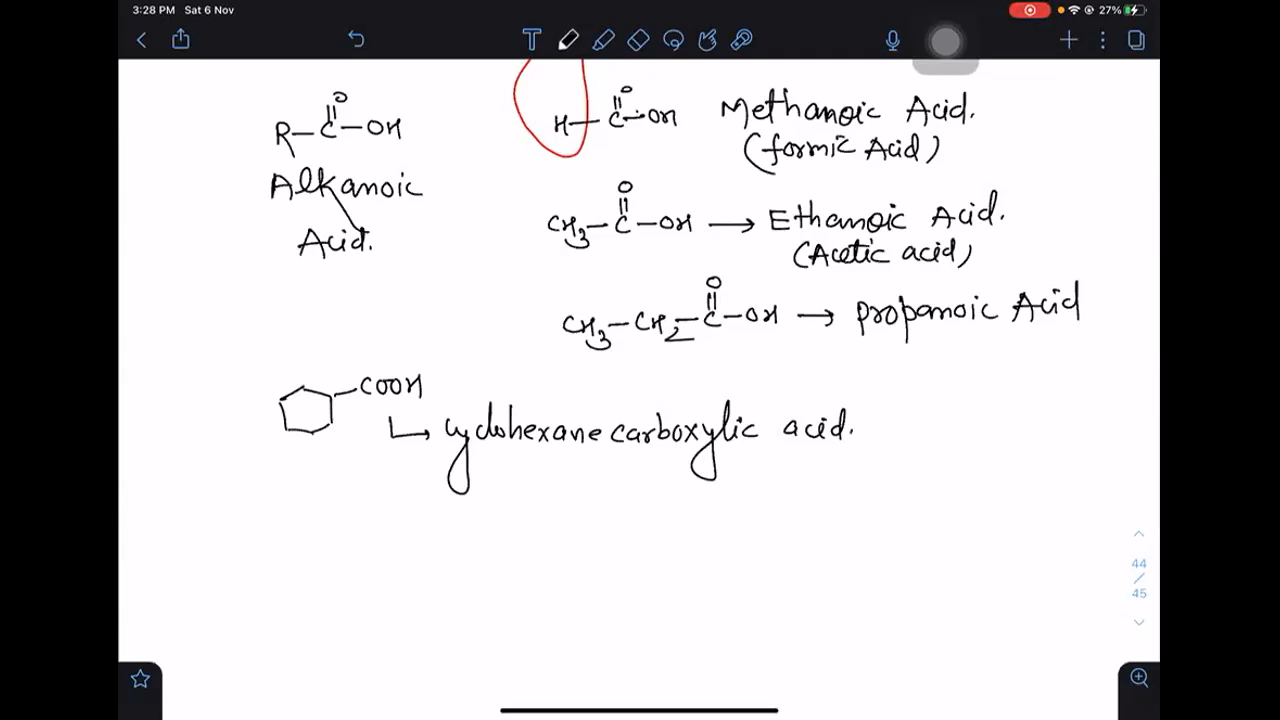 3:28 PM Sat 6 Nov
27%
R-C-OH
O
Alkanoic
Acid.
H-C-OH
O
Methanoic Acid.
(formic Acid)
CH3-C-OH → Ethanoic Acid.
O
(Acetic acid)
CH3-CH2-C-OH → Propanoic Acid
O
-COOH
↳ cyclohexane carboxylic acid.
44
/
45